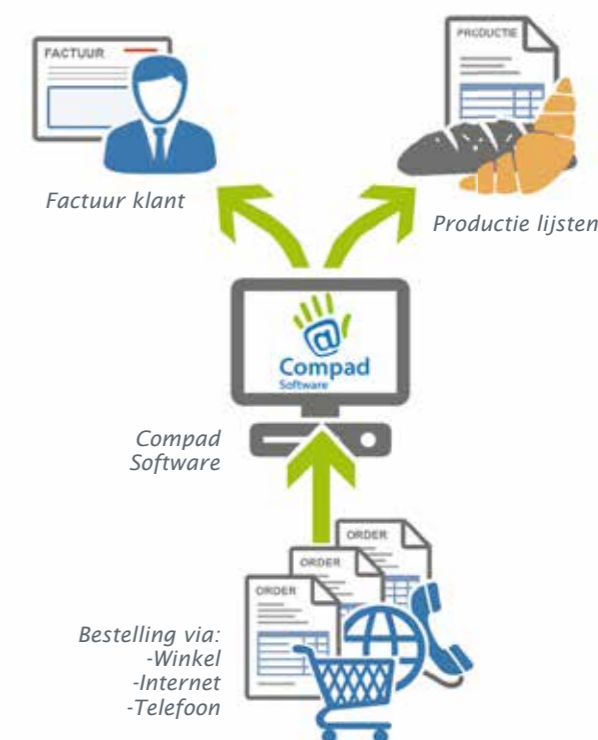 FACTUUR
PRODUCTIE
Factuur klant
Productie lijsten
Compad
Software
Compad
Software
ORDER
ORDER
ORDER
Bestelling via:
-Winkel
-Internet
-Telefoon